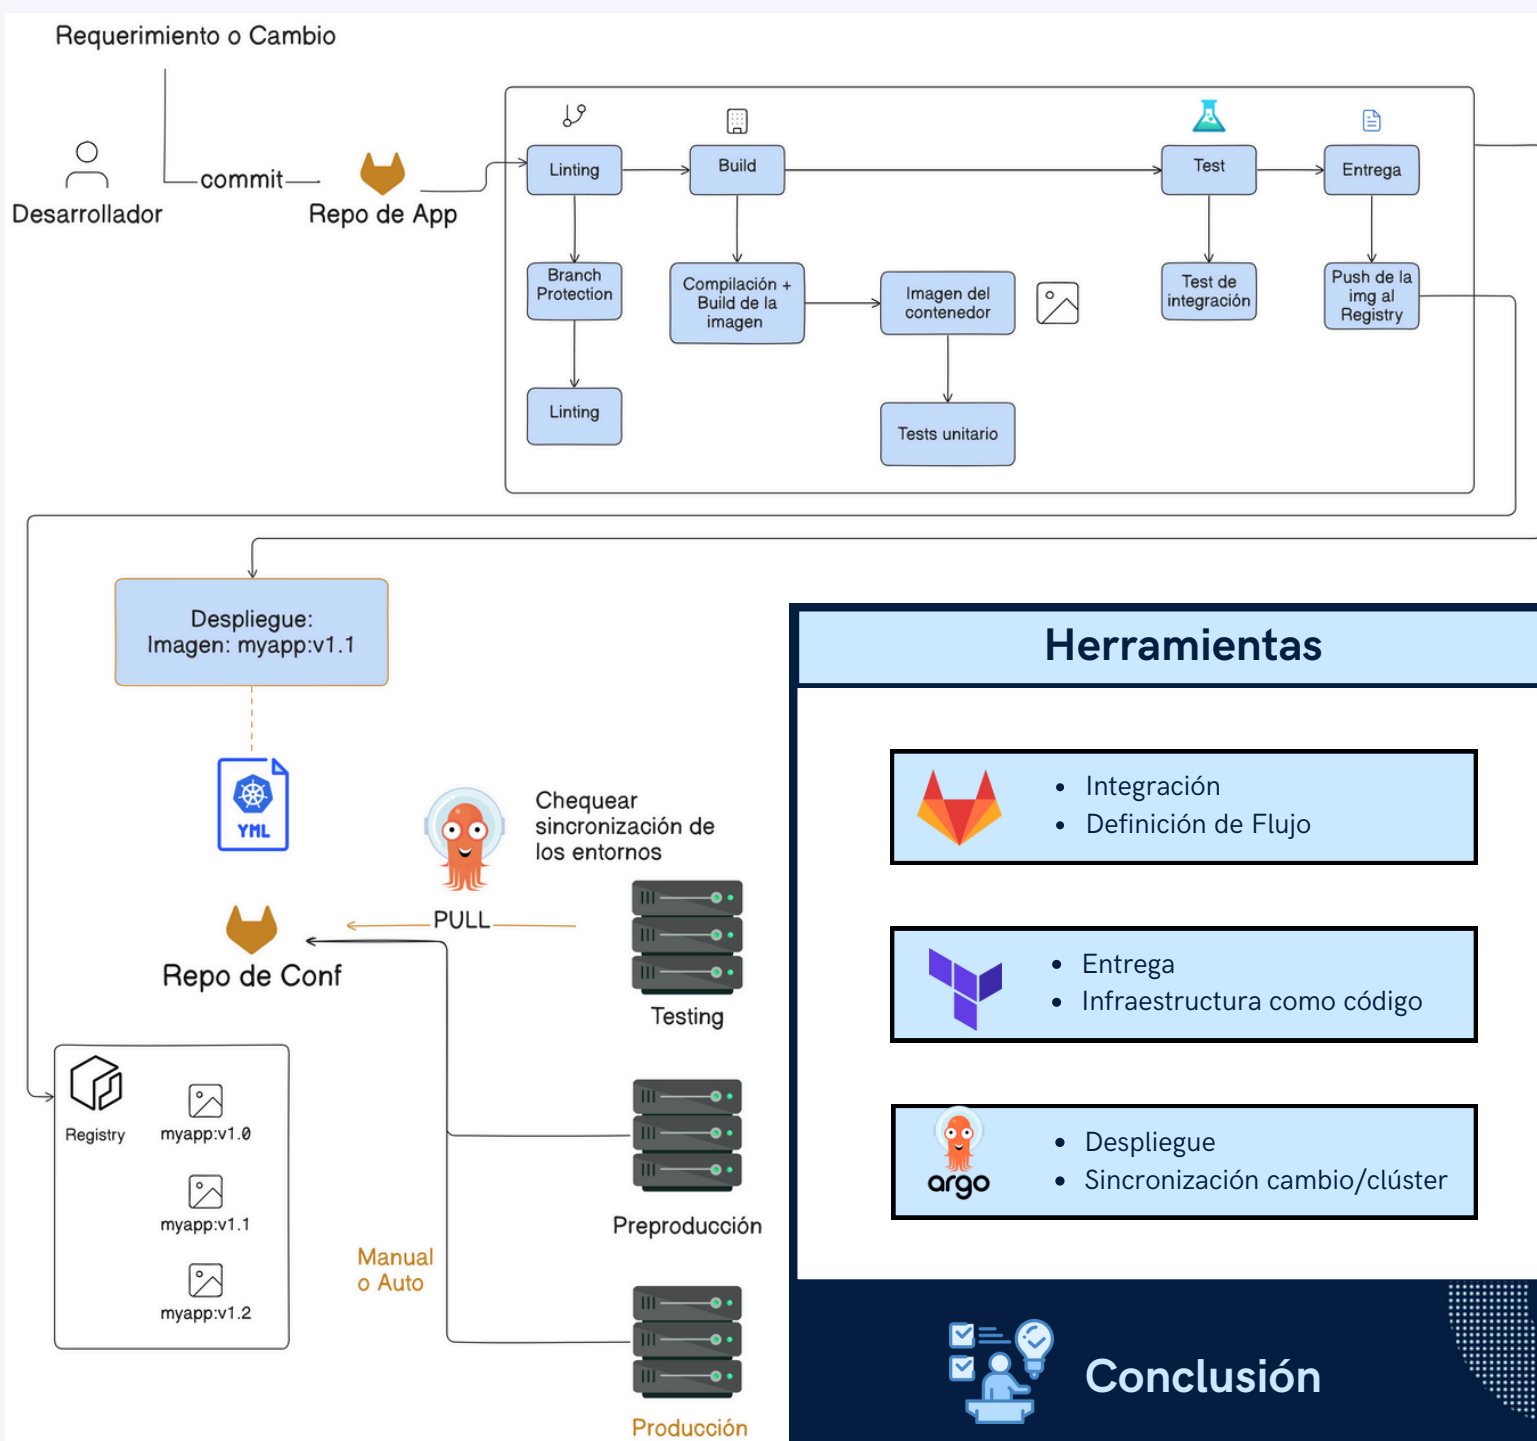 Requerimiento o Cambio
commit
Desarrollador
Repo de App
Linting
Build
Test
Entrega
Branch
Protection
Compilación +
Build de la
imagen
Imagen del
contenedor
Test de
integración
Push de la
img al
Registry
Linting
Tests unitario
Despliegue:
Imagen: myapp:v1.1
YML
Chequear
sincronización de
los entornos
PULL
Repo de Conf
Testing
Registry
myapp:v1.0
myapp:v1.1
myapp:v1.2
Preproducción
Manual
o Auto
Producción
Herramientas
• Integración
• Definición de Flujo
• Entrega
• Infraestructura como código
argo
• Despliegue
• Sincronización cambio/clúster
Conclusión